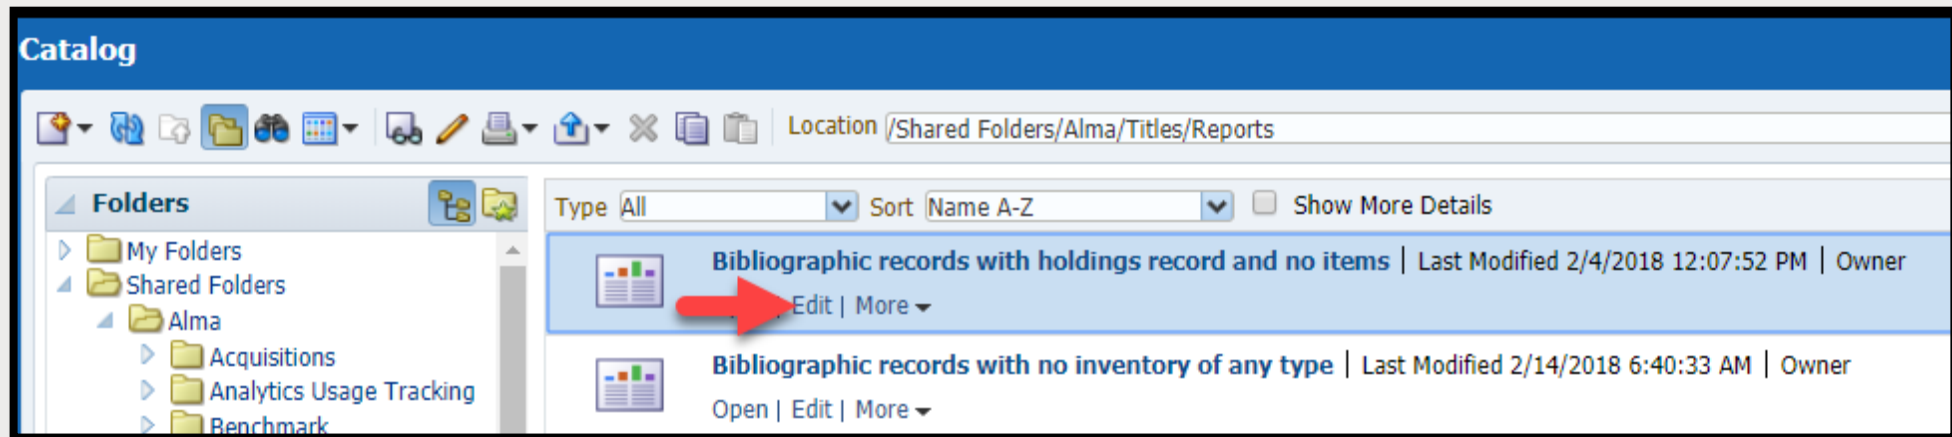 Catalog
Location /Shared Folders/Alma/Titles/Reports
Folders
Type All Sort Name A-Z Show More Details
My Folders
Shared Folders
Alma
Acquisitions
Analytics Usage Tracking
Benchmark
Bibliographic records with holdings record and no items | Last Modified 2/4/2018 12:07:52 PM | Owner
| Edit | More
Bibliographic records with no inventory of any type | Last Modified 2/14/2018 6:40:33 AM | Owner
Open | Edit | More